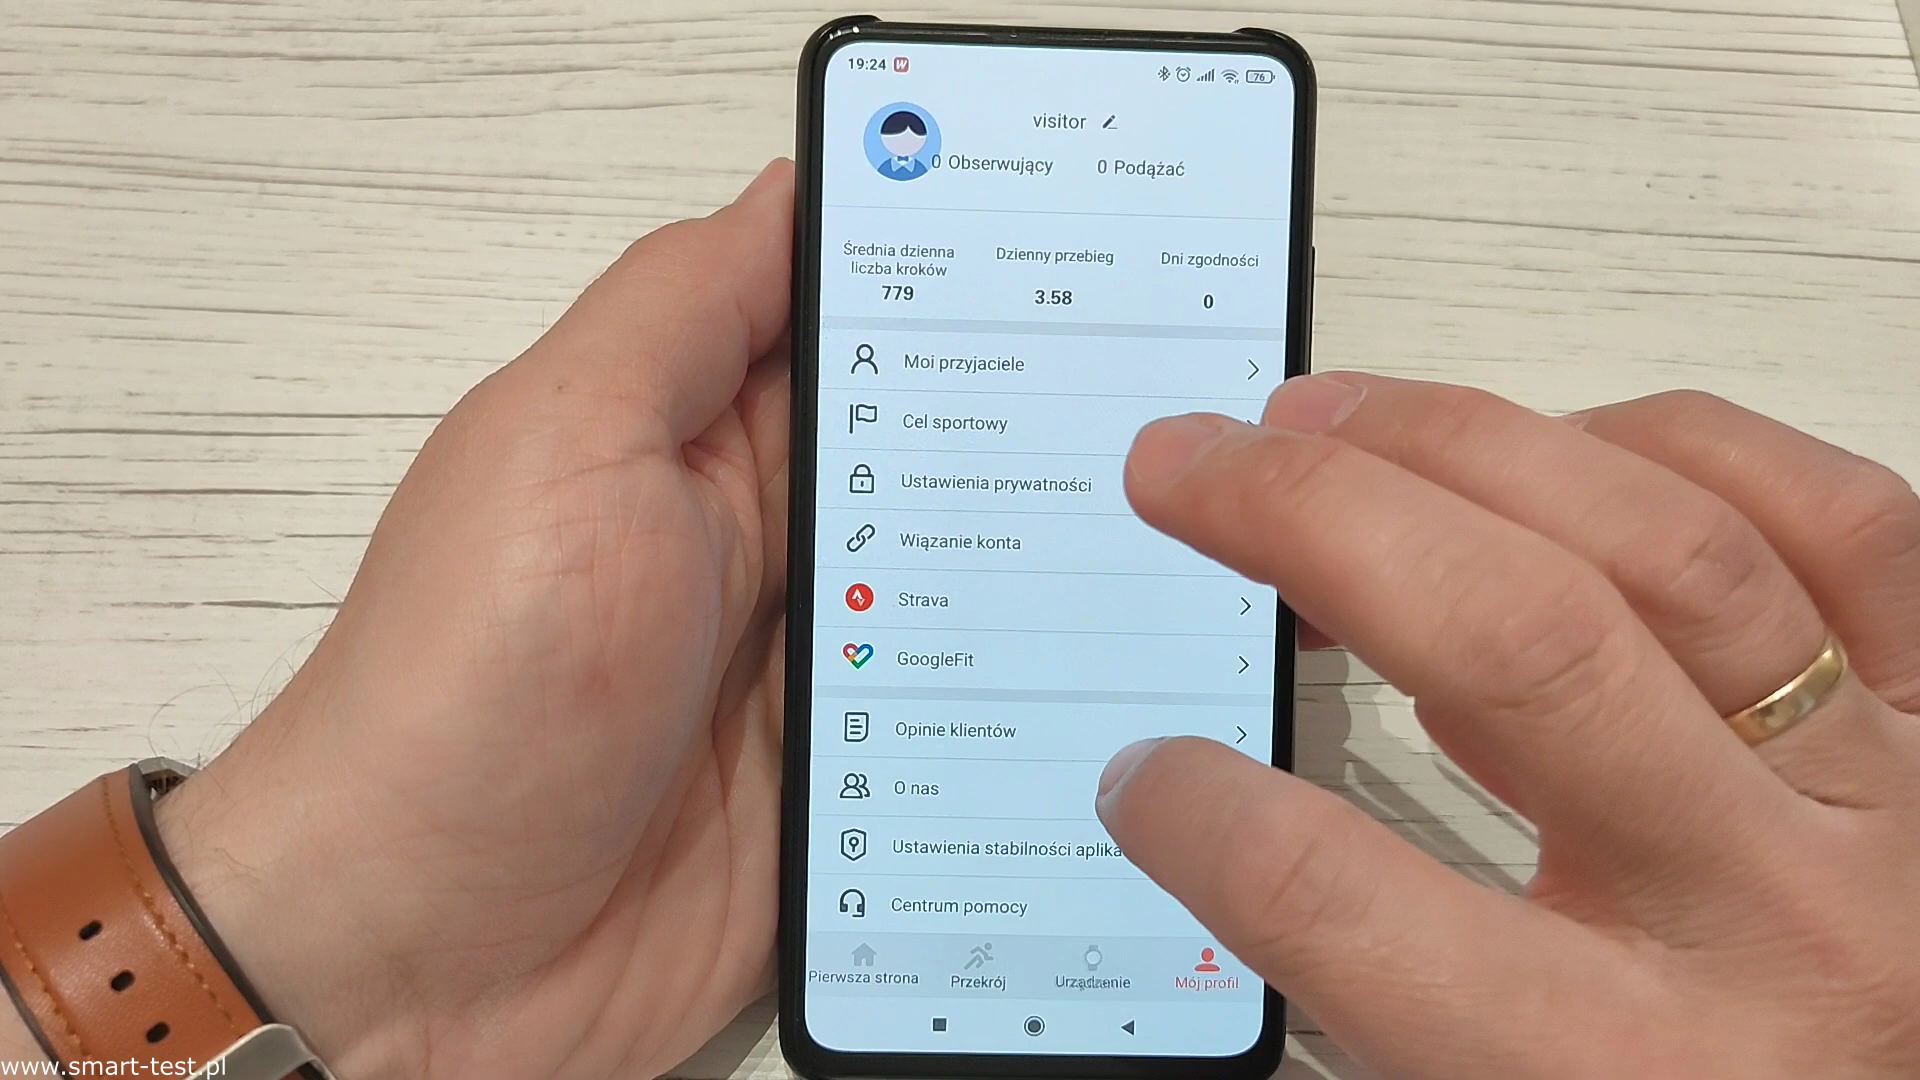 19:24 W
76
visitor
0 Obserwujący 0 Podążać
Średnia dzienna
liczba kroków
779
Dzienny przebieg
3.58
Dni zgodności
0
Moi przyjaciele
Cel sportowy
Ustawienia prywatności
Wiązanie konta
Strava
GoogleFit
Opinie klientów
O nas
Ustawienia stabilności aplika
Centrum pomocy
Pierwsza strona Przekrój Urządzenie Mój profil
www.smart-test.pl